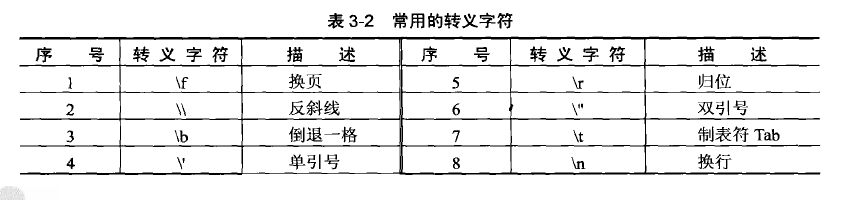 表 3-2 常用的转义字符
序 号 转 义 字 符 描 述 序 号 转 义 字 符 描 述
1 \f 换页 5 \r 归位
2 \\ 反斜线 6 \" 双引号
3 \b 倒退一格 7 \t 制表符 Tab
4 \' 单引号 8 \n 换行